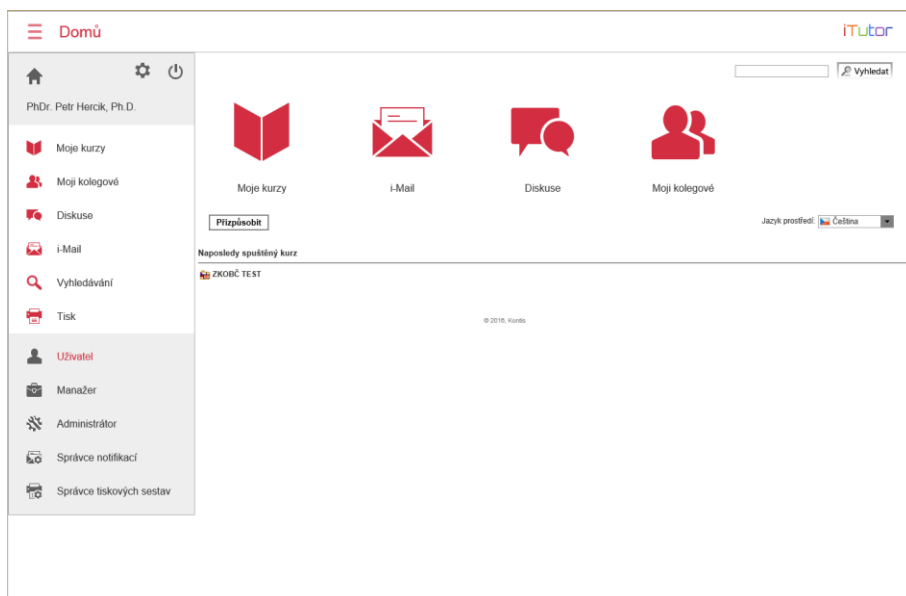 Domů
iTutor
PhDr. Petr Hercik, Ph.D.
Moje kurzy
Moji kolegové
Diskuse
i-Mail
Vyhledávání
Tisk
Uživatel
Manažer
Administrátor
Správce notifikací
Správce tiskových sestav
Vyhledat
Moje kurzy
i-Mail
Diskuse
Moji kolegové
Přizpůsobit
Jazyk prostředí: Čeština
Naposledy spuštěný kurz
ZKOBČ TEST
© 2016, Kontis